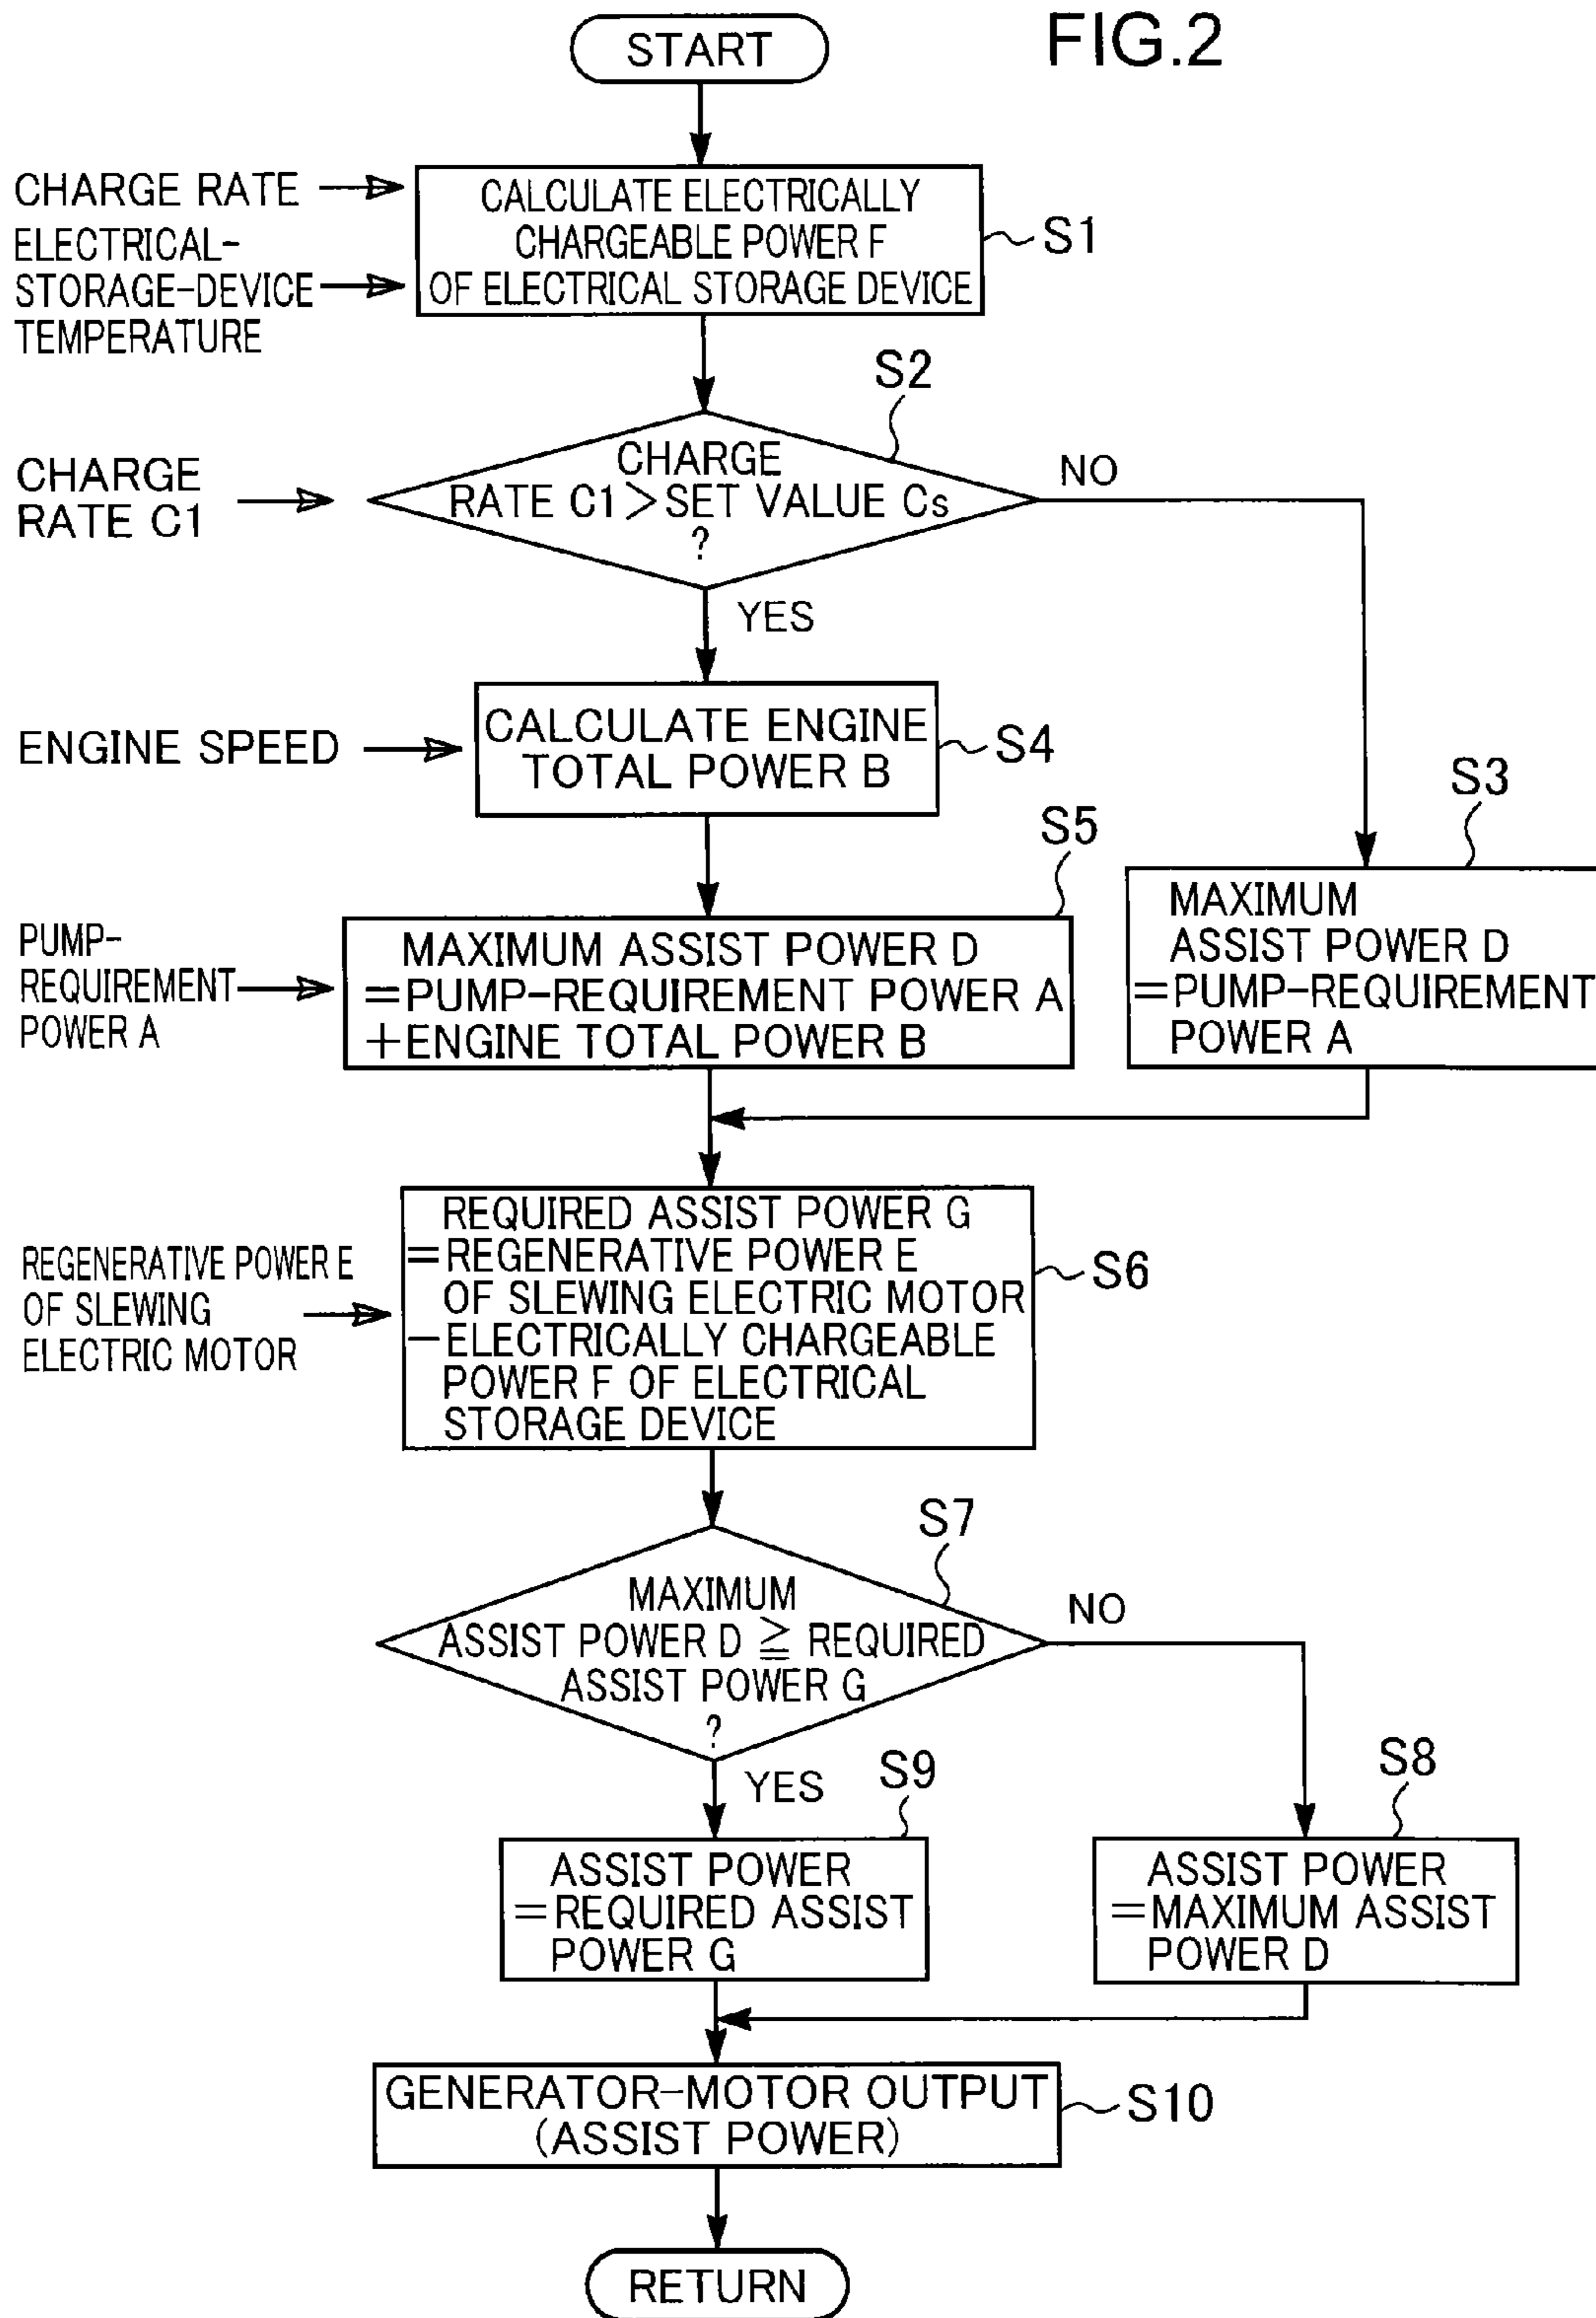 FIG.2
START
CHARGE RATE
ELECTRICAL-
STORAGE-DEVICE
TEMPERATURE
CALCULATE ELECTRICALLY
CHARGEABLE POWER F
OF ELECTRICAL STORAGE DEVICE
S1
S2
CHARGE
RATE C1
CHARGE
RATE C1＞SET VALUE Cs
?
NO
YES
ENGINE SPEED
CALCULATE ENGINE
TOTAL POWER B
S4
S3
MAXIMUM
ASSIST POWER D
=PUMP-REQUIREMENT
POWER A
S5
PUMP-
REQUIREMENT
POWER A
MAXIMUM ASSIST POWER D
=PUMP-REQUIREMENT POWER A
+ENGINE TOTAL POWER B
REGENERATIVE POWER E
OF SLEWING
ELECTRIC MOTOR
REQUIRED ASSIST POWER G
=REGENERATIVE POWER E
OF SLEWING ELECTRIC MOTOR
-ELECTRICALLY CHARGEABLE
POWER F OF ELECTRICAL
STORAGE DEVICE
S6
S7
MAXIMUM
ASSIST POWER D ≧ REQUIRED
ASSIST POWER G
?
NO
YES
S9
ASSIST POWER
=REQUIRED ASSIST
POWER G
S8
ASSIST POWER
=MAXIMUM ASSIST
POWER D
GENERATOR-MOTOR OUTPUT
(ASSIST POWER)
S10
RETURN